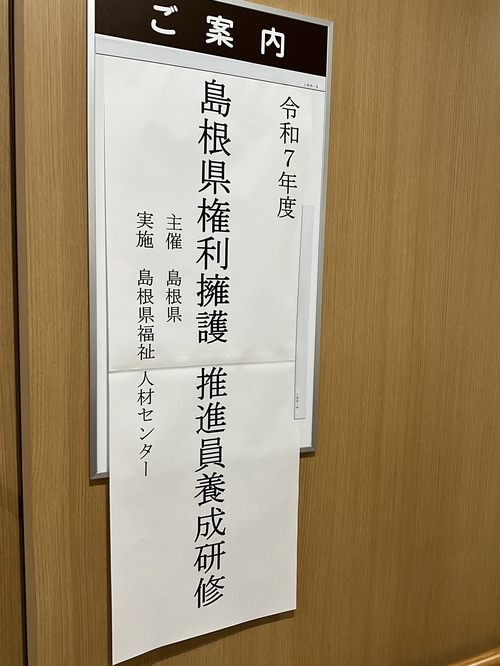 ご案内
令和7年度
島根県権利擁護 推進員養成研修
主催 島根県
実施 島根県福祉人材センター